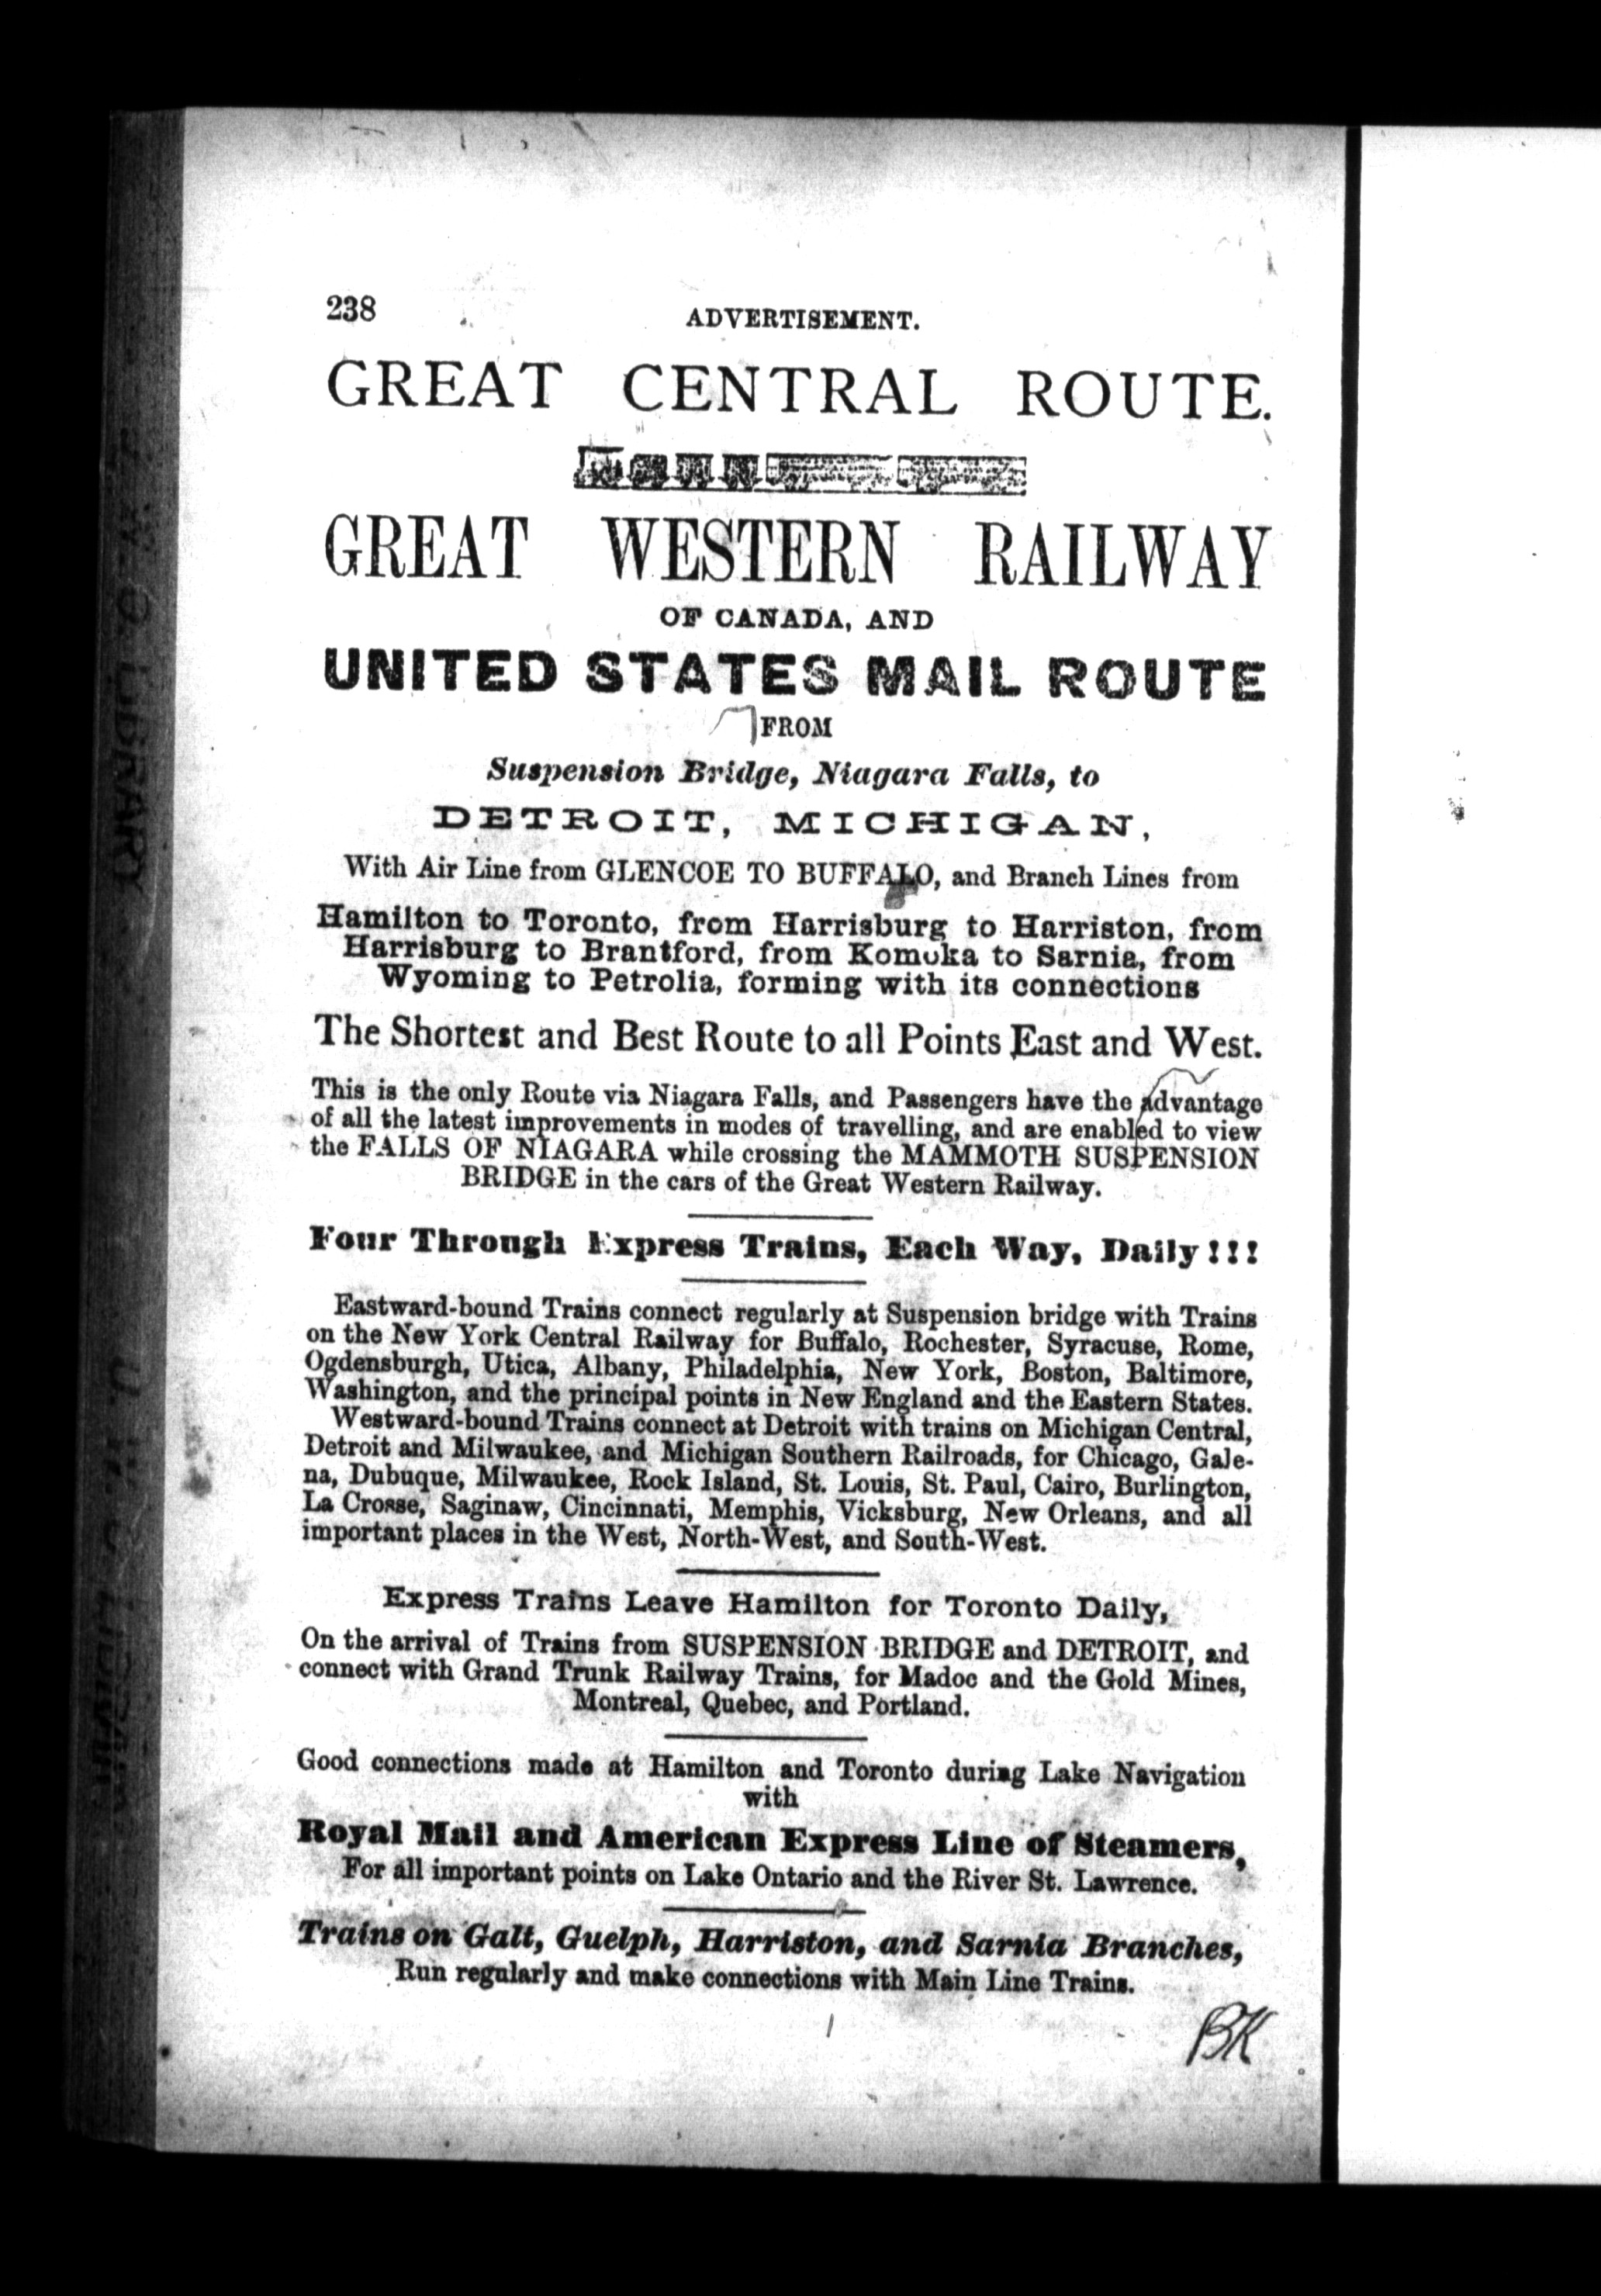 238
ADVERTISEMENT.
GREAT CENTRAL ROUTE.
GREAT WESTERN RAILWAY
OF CANADA, AND
UNITED STATES MAIL ROUTE
FROM
Suspension Bridge, Niagara Falls, to
DETROIT, MICHIGAN,
With Air Line from GLENCOE TO BUFFALO, and Branch Lines from
Hamilton to Toronto, from Harrisburg to Harriston, from
Harrisburg to Brantford, from Komoka to Sarnia, from
Wyoming to Petrolia, forming with its connections
The Shortest and Best Route to all Points East and West.
This is the only Route via Niagara Falls, and Passengers have the advantage
of all the latest improvements in modes of travelling, and are enabled to view
the FALLS OF NIAGARA while crossing the MAMMOTH SUSPENSION
BRIDGE in the cars of the Great Western Railway.
Four Through Express Trains, Each Way, Daily!!!
Eastward-bound Trains connect regularly at Suspension bridge with Trains
on the New York Central Railway for Buffalo, Rochester, Syracuse, Rome,
Ogdensburgh, Utica, Albany, Philadelphia, New York, Boston, Baltimore,
Washington, and the principal points in New England and the Eastern States.
Westward-bound Trains connect at Detroit with trains on Michigan Central,
Detroit and Milwaukee, and Michigan Southern Railroads, for Chicago, Gale-
na, Dubuque, Milwaukee, Rock Island, St. Louis, St. Paul, Cairo, Burlington,
La Crosse, Saginaw, Cincinnati, Memphis, Vicksburg, New Orleans, and all
important places in the West, North-West, and South-West.
Express Trains Leave Hamilton for Toronto Daily,
On the arrival of Trains from SUSPENSION BRIDGE and DETROIT, and
connect with Grand Trunk Railway Trains, for Madoc and the Gold Mines,
Montreal, Quebec, and Portland.
Good connections made at Hamilton and Toronto during Lake Navigation
with
Royal Mail and American Express Line of Steamers,
For all important points on Lake Ontario and the River St. Lawrence.
Trains on Galt, Guelph, Harriston, and Sarnia Branches,
Run regularly and make connections with Main Line Trains.
BK